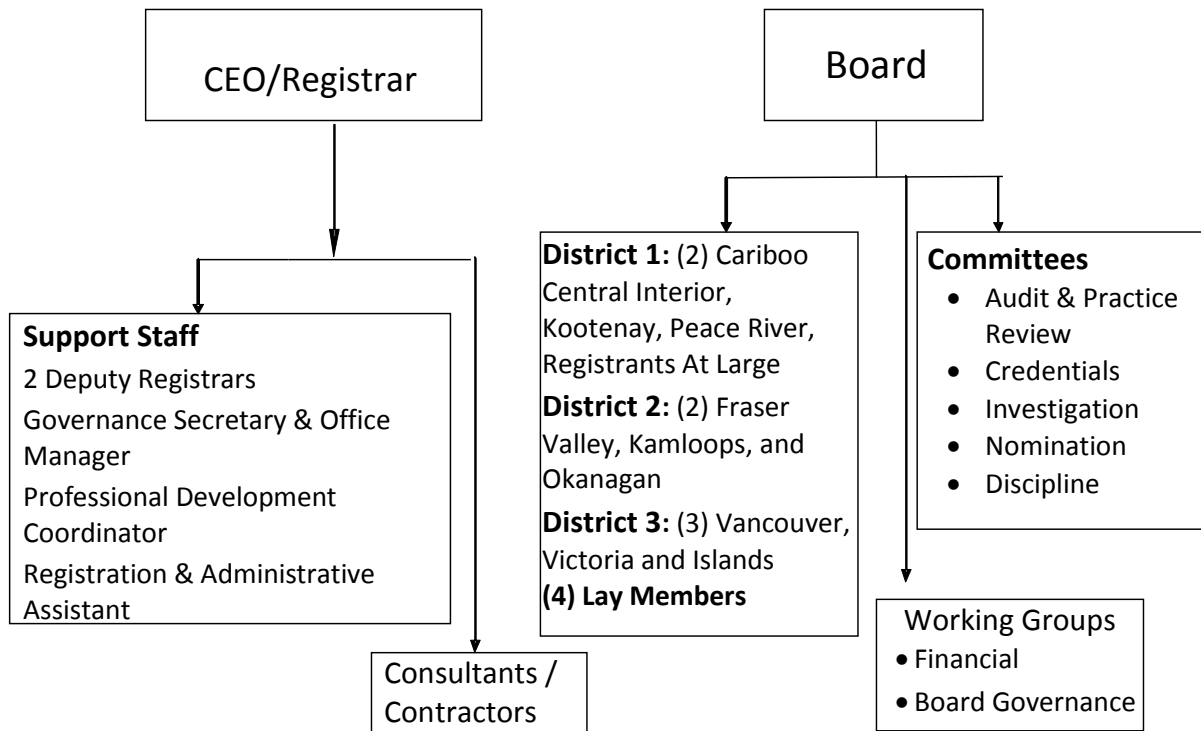 CEO/Registrar
Board
Support Staff
2 Deputy Registrars
Governance Secretary & Office
Manager
Professional Development
Coordinator
Registration & Administrative
Assistant
Consultants /
Contractors
District 1: (2) Cariboo
Central Interior,
Kootenay, Peace River,
Registrants At Large
District 2: (2) Fraser
Valley, Kamloops, and
Okanagan
District 3: (3) Vancouver,
Victoria and Islands
(4) Lay Members
Committees
• Audit & Practice
Review
• Credentials
• Investigation
• Nomination
• Discipline
Working Groups
• Financial
• Board Governance